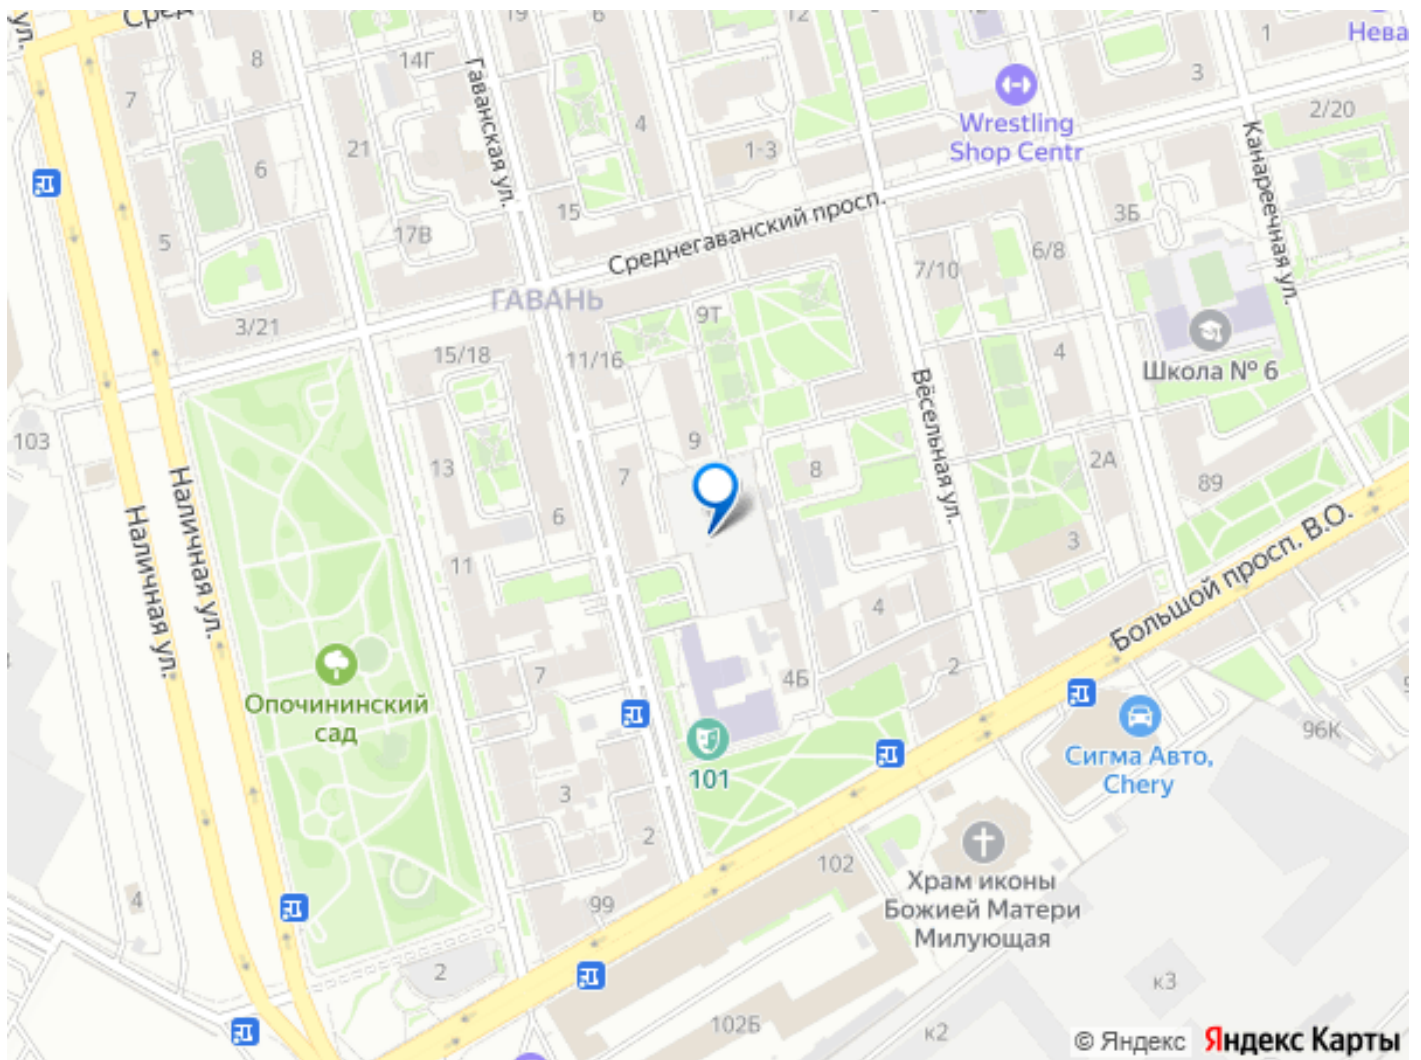 ул.
Сред
19
6
12
1
Нева
8
14Г
3
7
Гаванская ул.
4
Wrestling
Shop Centr
2/20
Канареечная ул.
21
1-3
6
15
3Б
5
17В
Среднегаванский просп.
6/8
7/10
ГАВАНЬ
9Т
3/21
15/18
11/16
4
Школа № 6
Вёсельная ул.
103
13
9
7
8
2А
89
Наличная ул.
Наличная ул.
6
3
Большой просп. В.О.
11
4
Опочининский
сад
7
4Б
2
96К
101
Сигма Авто,
Chery
3
2
102
Храм иконы
Божией Матери
Милующая
4
99
2
к3
102Б
к2
© Яндекс
Яндекс Карты